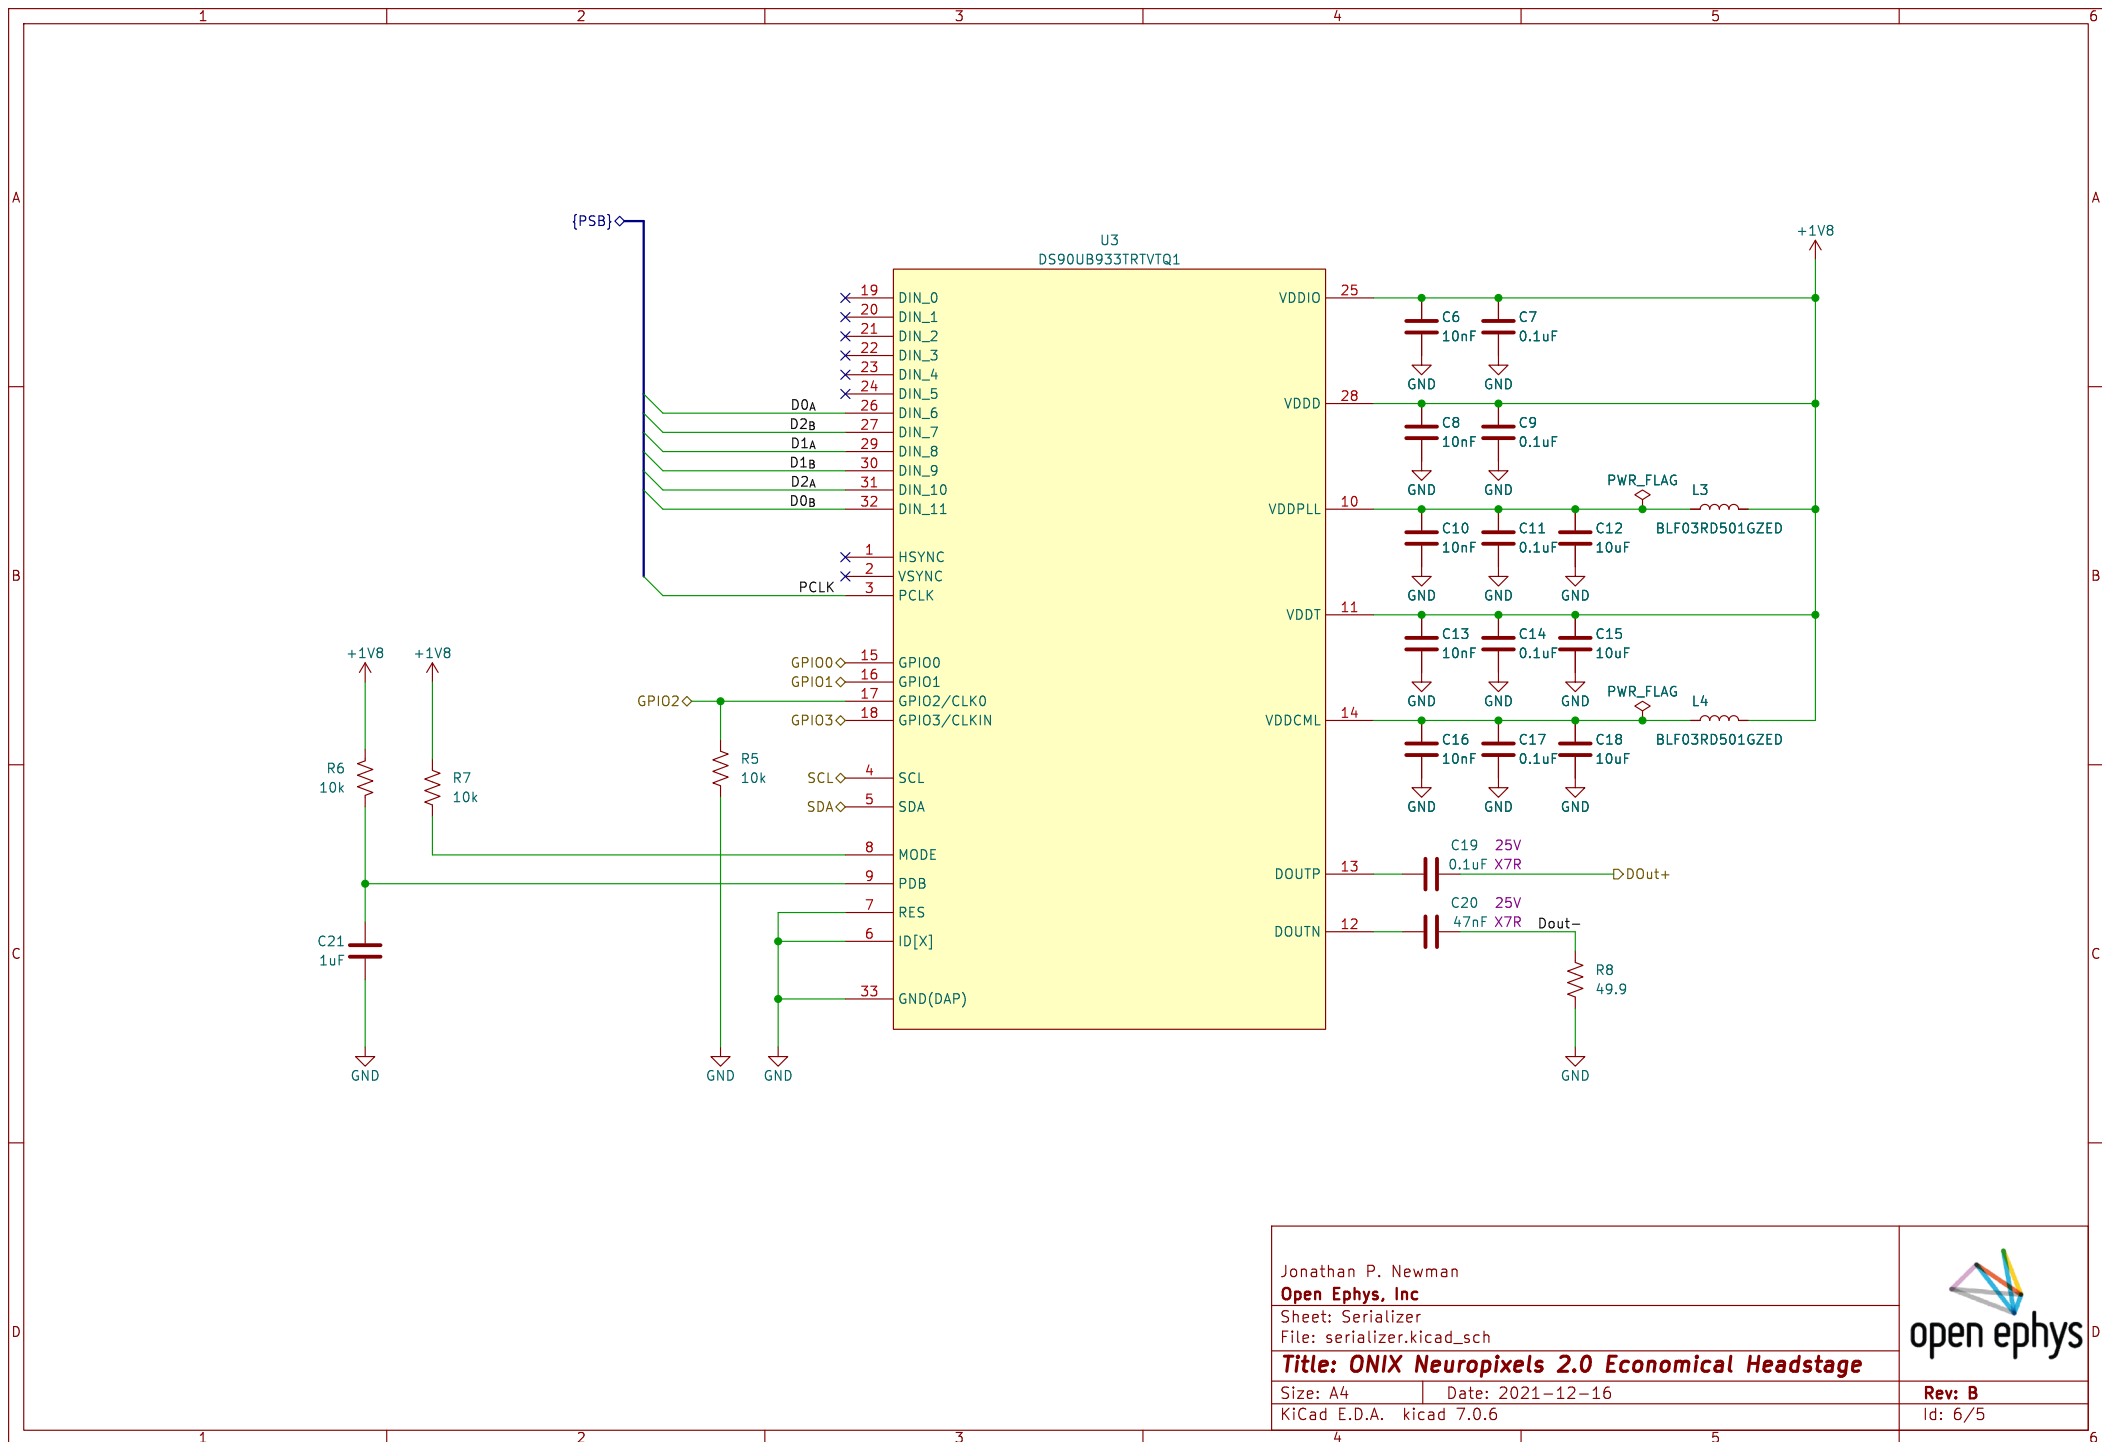 1 2 3 4 5 6
A A
{PSB}
U3
DS90UB933TRTVTQ1
+1V8
19 DIN_0
20 DIN_1
21 DIN_2
22 DIN_3
23 DIN_4
24 DIN_5
D0A 26 DIN_6
D2B 27 DIN_7
D1A 29 DIN_8
D1B 30 DIN_9
D2A 31 DIN_10
D0B 32 DIN_11
1 HSYNC
2 VSYNC
PCLK 3 PCLK
GPIO0 15 GPIO0
GPIO1 16 GPIO1
GPIO2 17 GPIO2/CLK0
GPIO3 18 GPIO3/CLKIN
SCL 4 SCL
SDA 5 SDA
8 MODE
9 PDB
7 RES
6 ID[X]
33 GND(DAP)
+1V8 +1V8
R6
10k
R7
10k
R5
10k
C21
1uF
GND GND GND
VDDIO 25
C6 C7
10nF 0.1uF
GND GND
VDDD 28
C8 C9
10nF 0.1uF
GND GND
PWR_FLAG L3
VDDPLL 10
C10 C11 C12 BLF03RD501GZED
10nF 0.1uF 10uF
GND GND GND
VDDT 11
C13 C14 C15
10nF 0.1uF 10uF
GND GND GND
PWR_FLAG L4
VDDCML 14
C16 C17 C18 BLF03RD501GZED
10nF 0.1uF 10uF
GND GND GND
C19 25V
0.1uF X7R
DOUTP 13 DOut+
C20 25V
47nF X7R Dout-
DOUTN 12
R8
49.9
GND
B B
C C
D D
Jonathan P. Newman
Open Ephys, Inc
Sheet: Serializer
File: serializer.kicad_sch
Title: ONIX Neuropixels 2.0 Economical Headstage
Size: A4 Date: 2021-12-16 Rev: B
KiCad E.D.A. kicad 7.0.6 Id: 6/5
open ephys
1 2 3 4 5 6